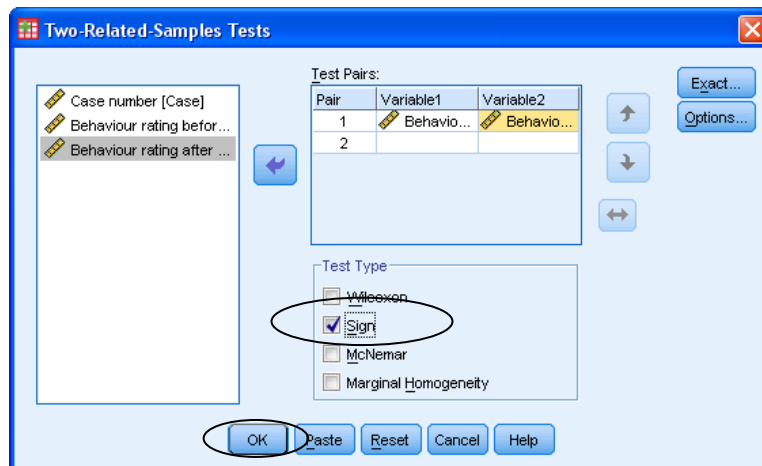 Two-Related-Samples Tests
Case number [Case]
Behaviour rating befor...
Behaviour rating after ...
Test Pairs:
Pair Variable1 Variable2
1 Behavio... Behavio...
2
Exact...
Options...
Test Type
Wilcoxon
Sign
McNemar
Marginal Homogeneity
OK Paste Reset Cancel Help